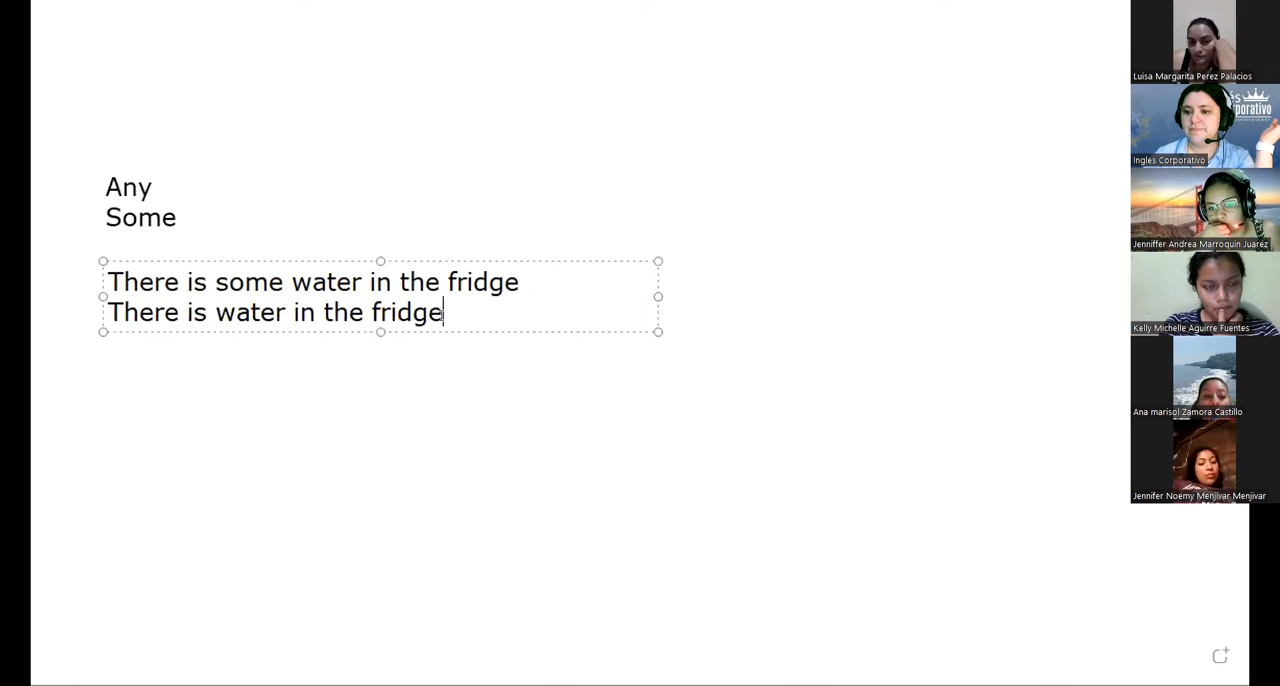 Any
Some
There is some water in the fridge
There is water in the fridge
Luisa Margarita Perez Palacios
Ingles Corporativo
Jenniffer Andrea Marroquin Juarez
Kelly Michelle Aguirre Fuentes
Ana marisol Zamora Castillo
Jennifer Noemy Menjivar Menjivar